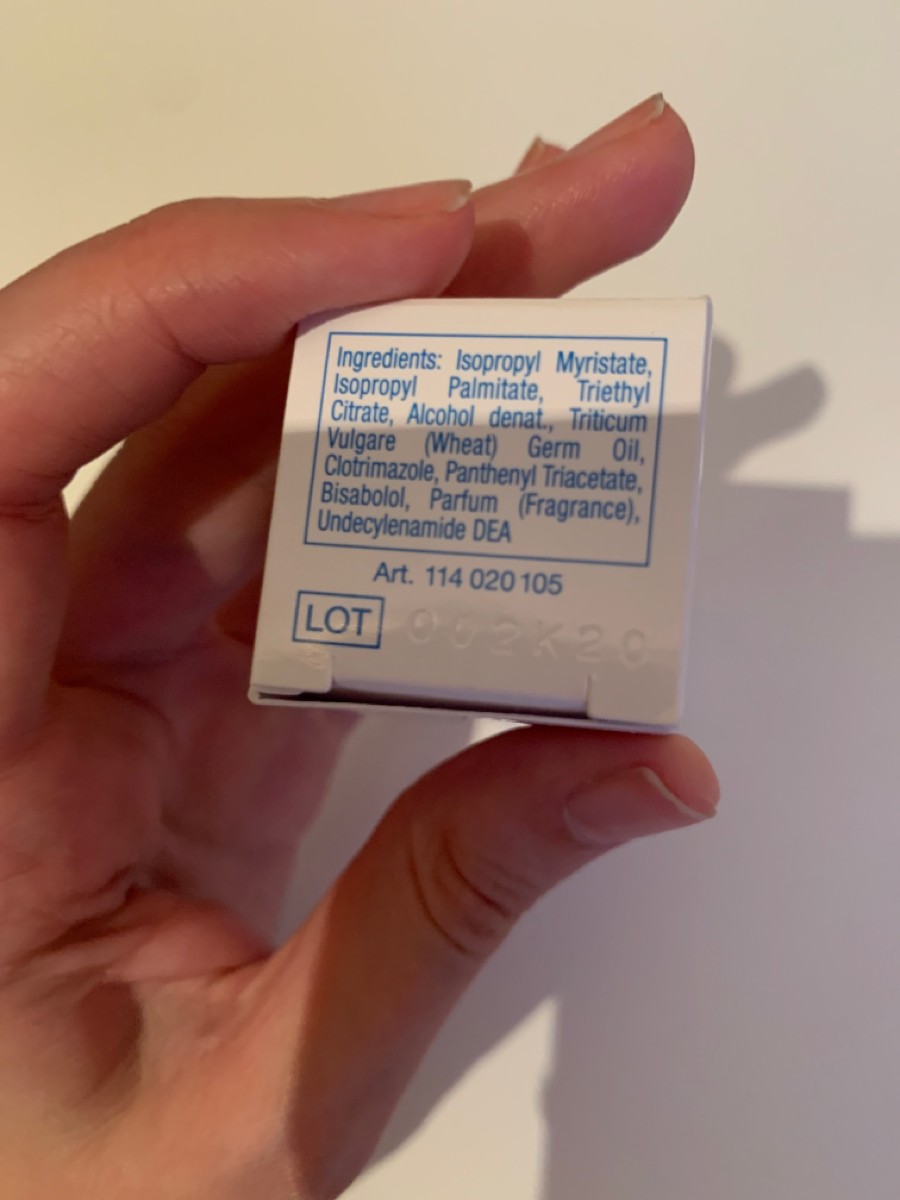 Ingredients: Isopropyl Myristate,
Isopropyl Palmitate, Triethyl
Citrate, Alcohol denat., Triticum
Vulgare (Wheat) Germ Oil,
Clotrimazole, Panthenyl Triacetate,
Bisabolol, Parfum (Fragrance),
Undecylenamide DEA
Art. 114 020 105
LOT